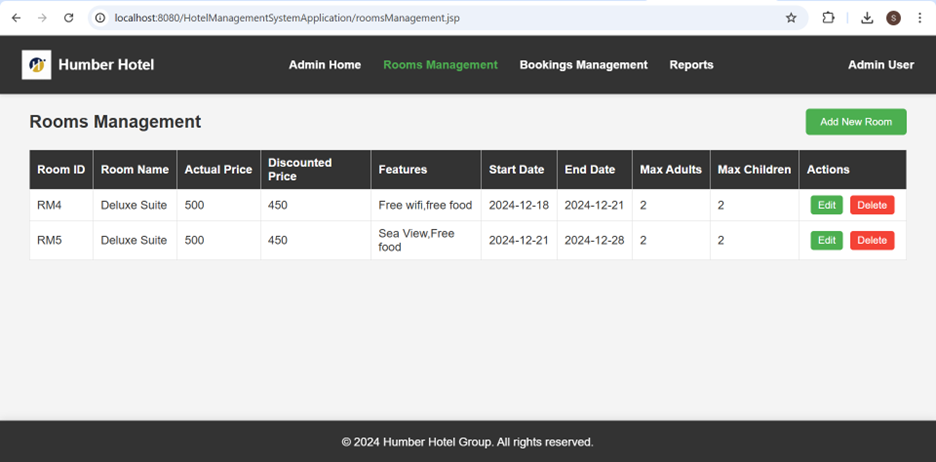 localhost:8080/HotelManagementSystemApplication/roomsManagement.jsp
S
Humber Hotel Admin Home Rooms Management Bookings Management Reports Admin User
Rooms Management Add New Room
Room ID Room Name Actual Price Discounted Price Features Start Date End Date Max Adults Max Children Actions
RM4 Deluxe Suite 500 450 Free wifi,free food 2024-12-18 2024-12-21 2 2 Edit Delete
RM5 Deluxe Suite 500 450 Sea View,Free food 2024-12-21 2024-12-28 2 2 Edit Delete
© 2024 Humber Hotel Group. All rights reserved.